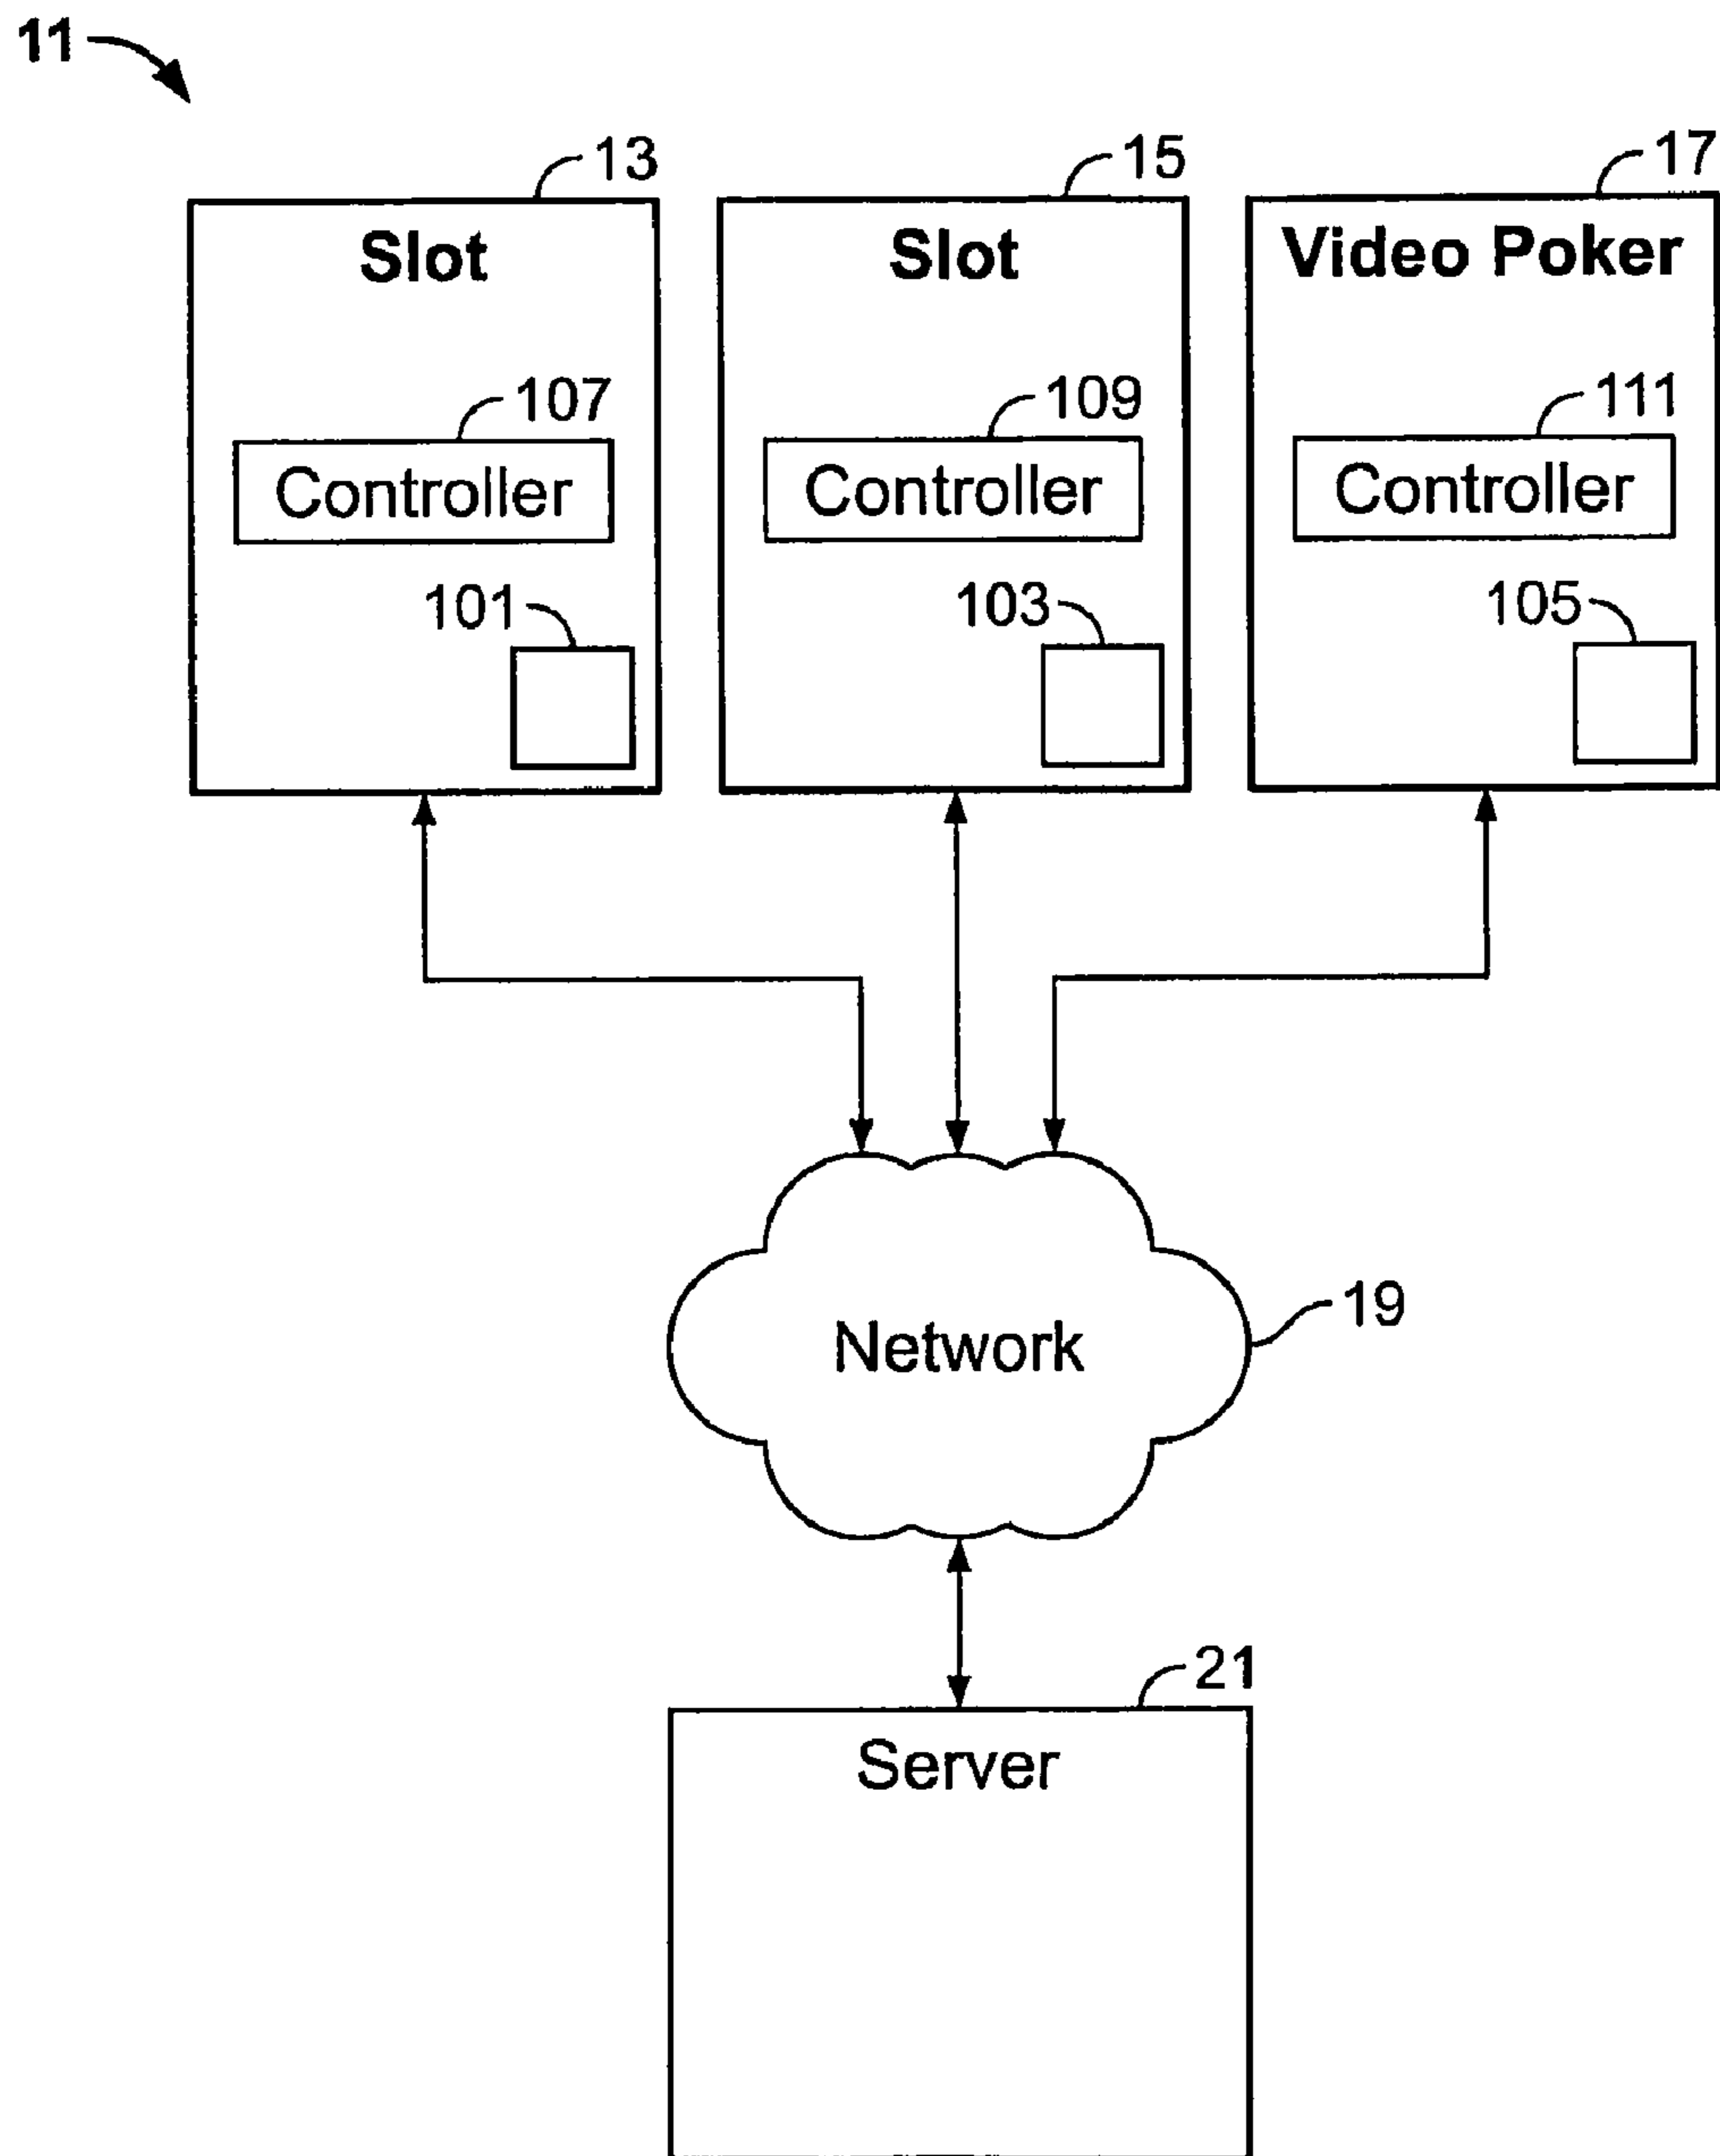 11
13
15
17
Slot
Slot
Video Poker
107
109
111
Controller
Controller
Controller
101
103
105
Network
19
21
Server